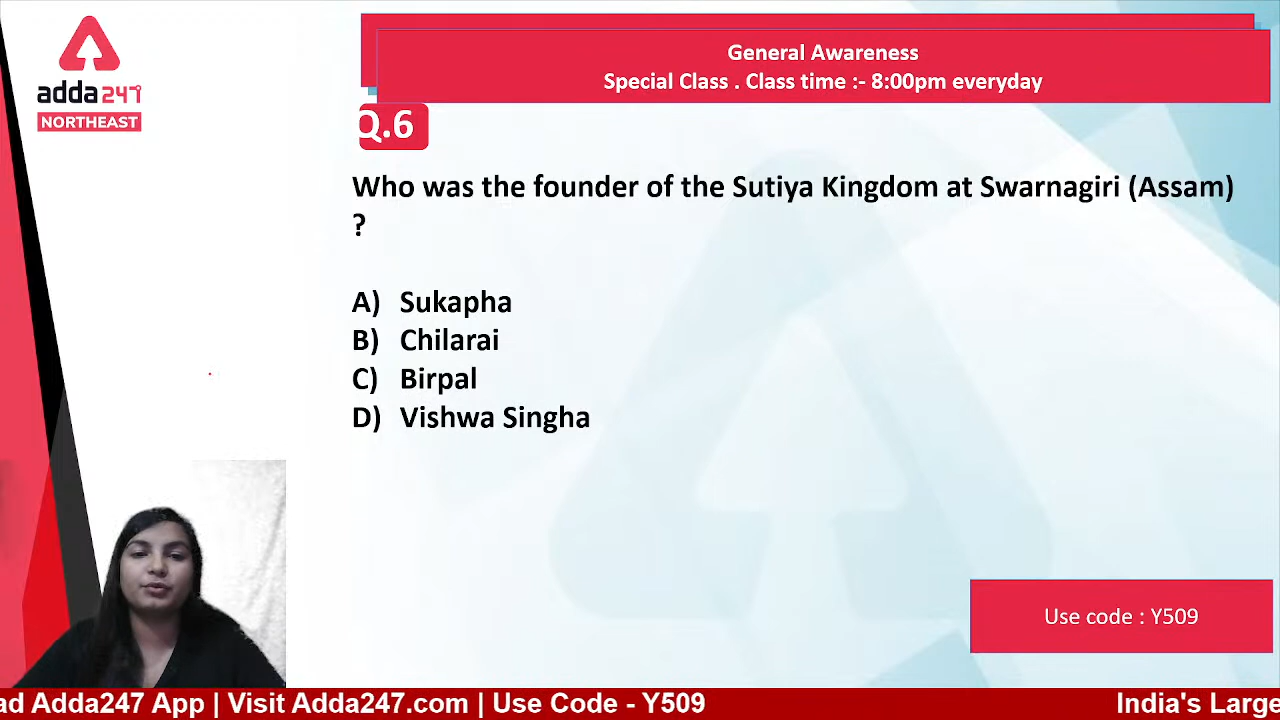 adda247
NORTHEAST
General Awareness
Special Class . Class time :- 8:00pm everyday
Q.6
Who was the founder of the Sutiya Kingdom at Swarnagiri (Assam)
?
A) Sukapha
B) Chilarai
C) Birpal
D) Vishwa Singha
Use code : Y509
ad Adda247 App | Visit Adda247.com | Use Code - Y509 India's Large